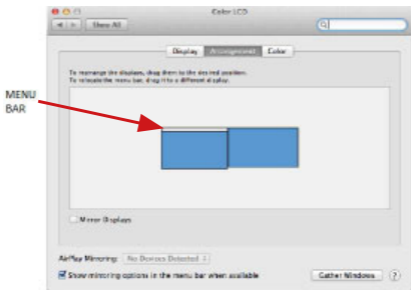 Color LCD
Show All
Display Arrangement Color
To rearrange the displays, drag them to the desired position.
To relocate the menu bar, drag it to a different display.
MENU
BAR
Mirror Displays
AirPlay Mirroring: No Devices Detected
Show mirroring options in the menu bar when available
Gather Windows ?